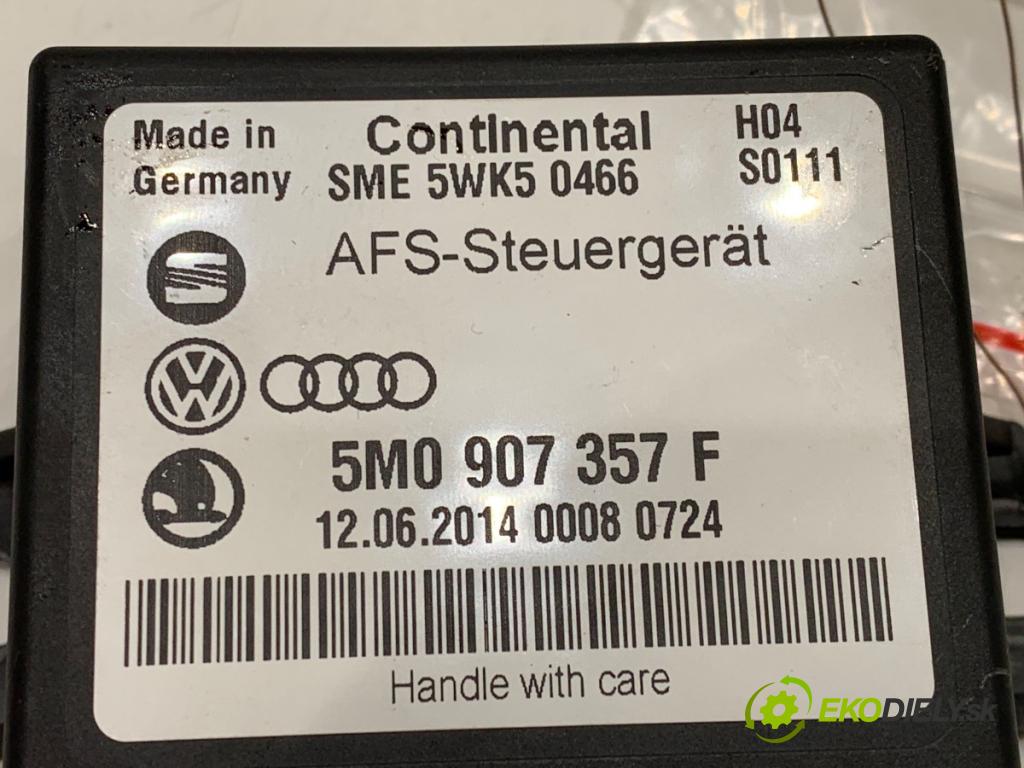 Made in
Germany
Continental
SME 5WK5 0466
H04
S0111
AFS-Steuergerät
5M0 907 357 F
12.06.2014 0008 0724
Handle with care
EKODIELY.sk